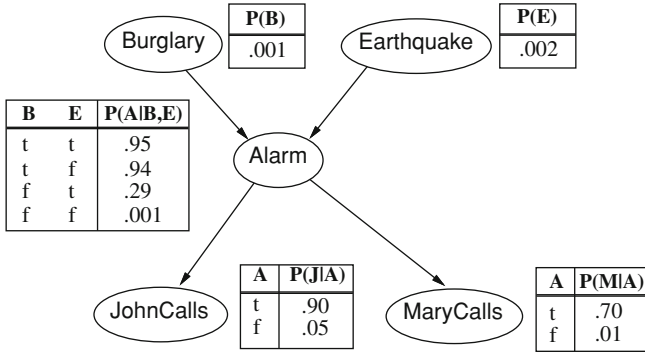 Burglary
P(B)
.001
Earthquake
P(E)
.002
B E P(A|B,E)
t t .95
t f .94
f t .29
f f .001
Alarm
JohnCalls
A P(J|A)
t .90
f .05
MaryCalls
A P(M|A)
t .70
f .01